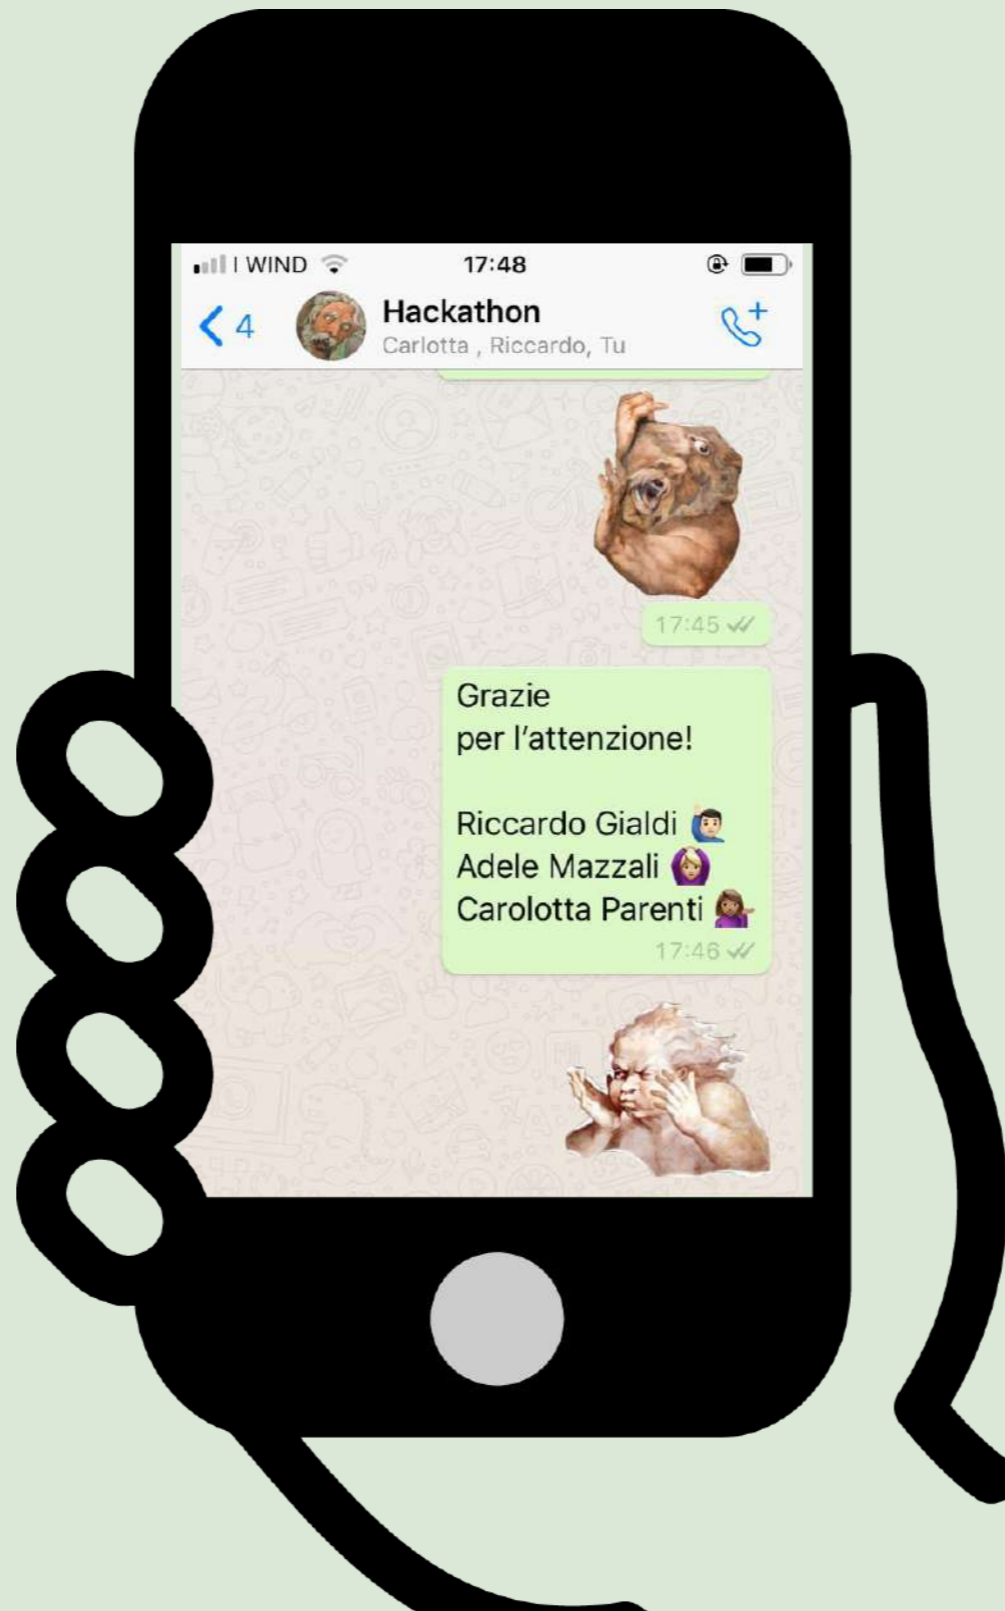 I WIND 17:48
4 Hackathon
Carlotta , Riccardo, Tu
17:45
Grazie
per l'attenzione!
Riccardo Gialdi 🙋🏻‍♂️
Adele Mazzali 🙆🏼
Carolotta Parenti 💁🏽
17:46